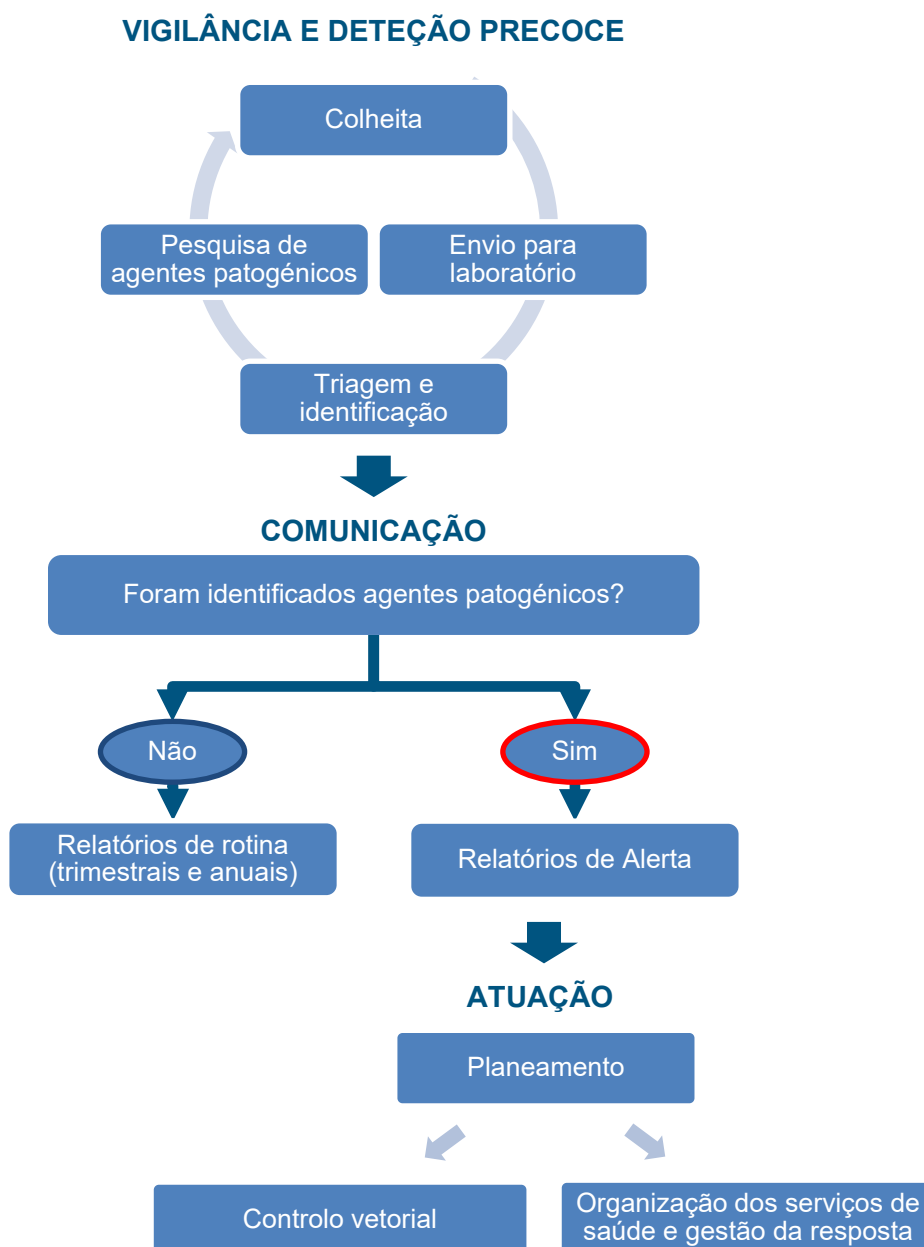 VIGILÂNCIA E DETEÇÃO PRECOCE
Colheita
Pesquisa de
agentes patogénicos
Envio para
laboratório
Triagem e
identificação
COMUNICAÇÃO
Foram identificados agentes patogénicos?
Não
Sim
Relatórios de rotina
(trimestrais e anuais)
Relatórios de Alerta
ATUAÇÃO
Planeamento
Controlo vetorial
Organização dos serviços de
saúde e gestão da resposta